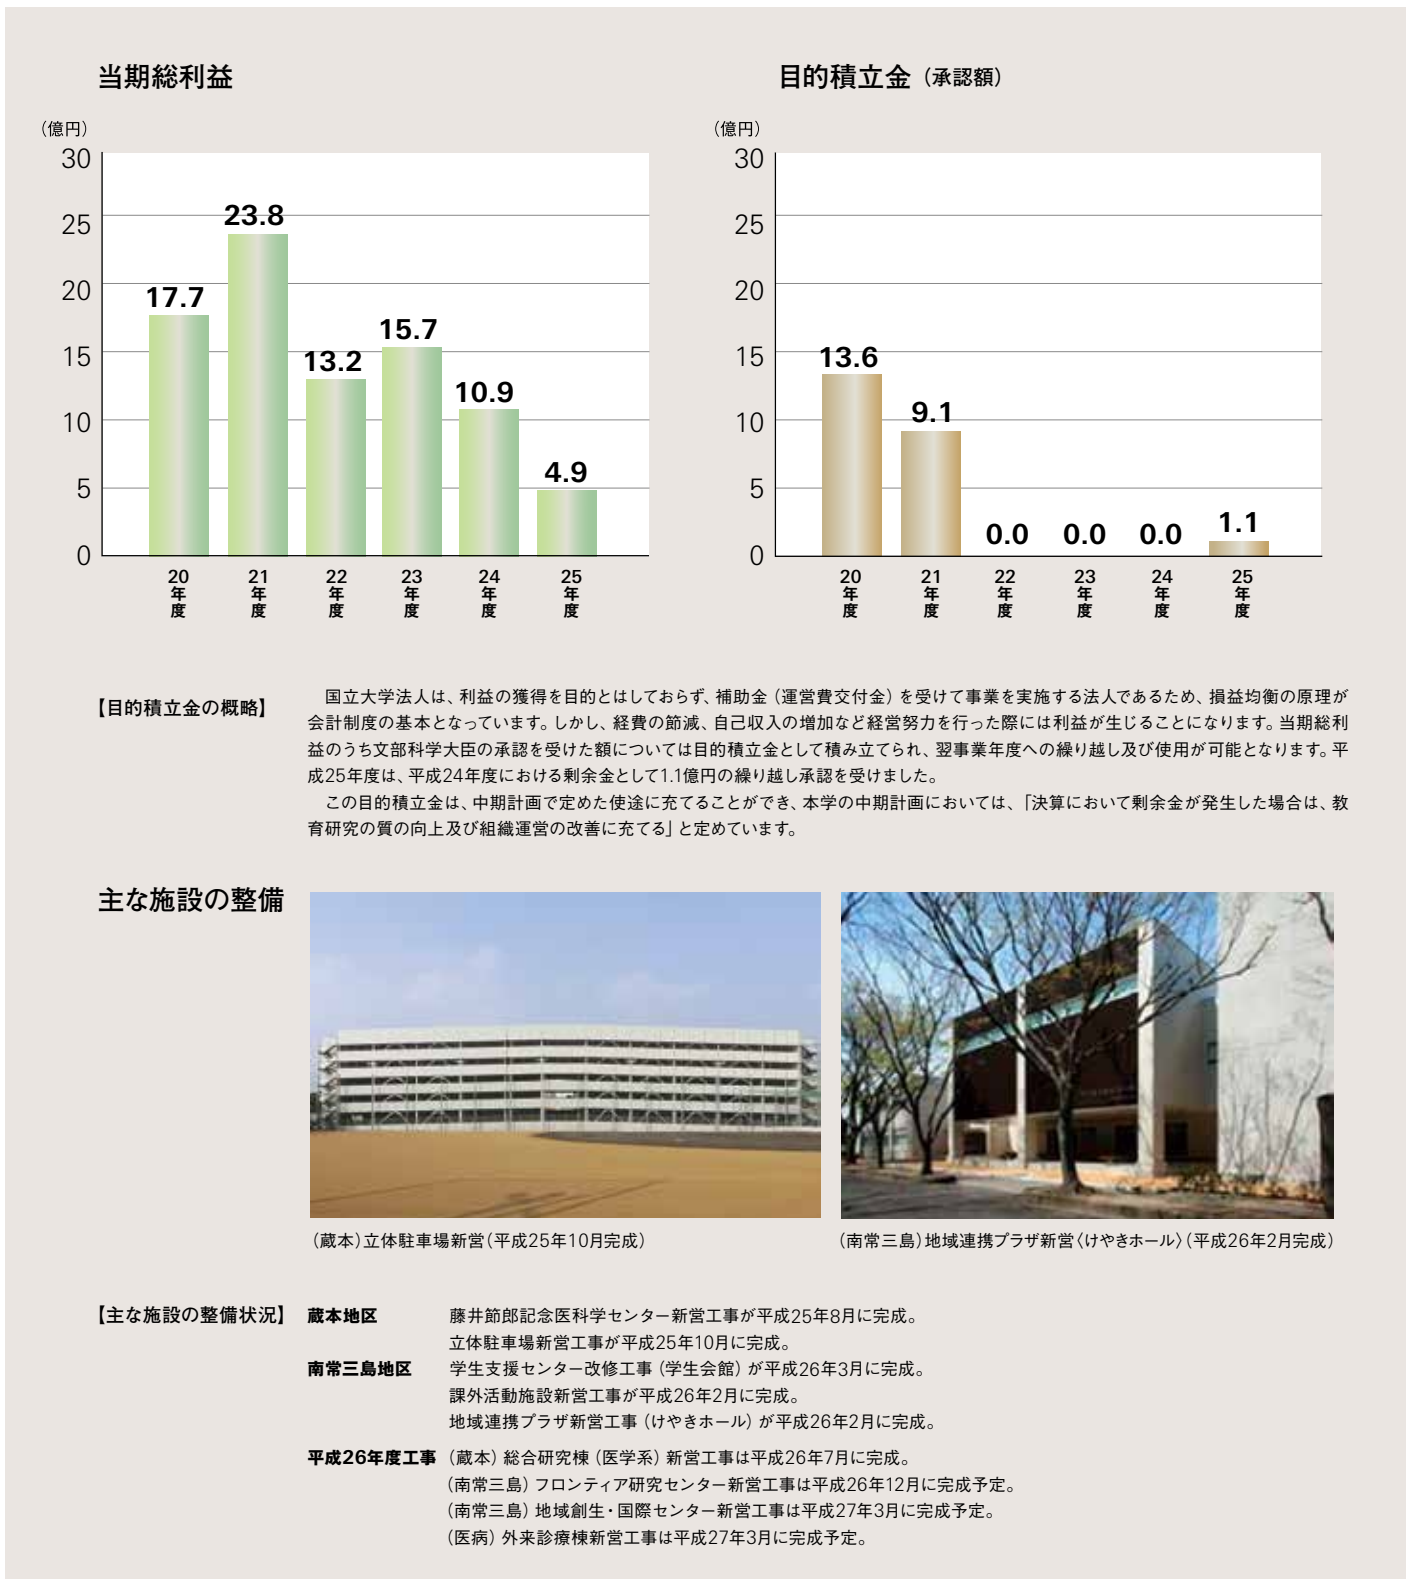 当期総利益
(億円)
30
25
20
15
10
5
0
17.7
23.8
13.2
15.7
10.9
4.9
20年度
21年度
22年度
23年度
24年度
25年度
目的積立金（承認額）
(億円)
30
25
20
15
10
5
0
13.6
9.1
0.0
0.0
0.0
1.1
20年度
21年度
22年度
23年度
24年度
25年度
【目的積立金の概略】
国立大学法人は、利益の獲得を目的とはしておらず、補助金（運営費交付金）を受けて事業を実施する法人であるため、損益均衡の原理が
会計制度の基本となっています。しかし、経費の節減、自己収入の増加など経営努力を行った際には利益が生じることになります。当期総利
益のうち文部科学大臣の承認を受けた額については目的積立金として積み立てられ、翌事業年度への繰り越し及び使用が可能となります。平
成25年度は、平成24年度における剰余金として1.1億円の繰り越し承認を受けました。
この目的積立金は、中期計画で定めた使途に充てることができ、本学の中期計画においては、「決算において剰余金が発生した場合は、教
育研究の質の向上及び組織運営の改善に充てる」と定めています。
主な施設の整備
（蔵本）立体駐車場新営（平成25年10月完成）
（南常三島）地域連携プラザ新営〈けやきホール〉（平成26年2月完成）
【主な施設の整備状況】
蔵本地区 藤井節郎記念医科学センター新営工事が平成25年8月に完成。
立体駐車場新営工事が平成25年10月に完成。
南常三島地区 学生支援センター改修工事（学生会館）が平成26年3月に完成。
課外活動施設新営工事が平成26年2月に完成。
地域連携プラザ新営工事（けやきホール）が平成26年2月に完成。
平成26年度工事 （蔵本）総合研究棟（医学系）新営工事は平成26年7月に完成。
（南常三島）フロンティア研究センター新営工事は平成26年12月に完成予定。
（南常三島）地域創生・国際センター新営工事は平成27年3月に完成予定。
（医病）外来診療棟新営工事は平成27年3月に完成予定。